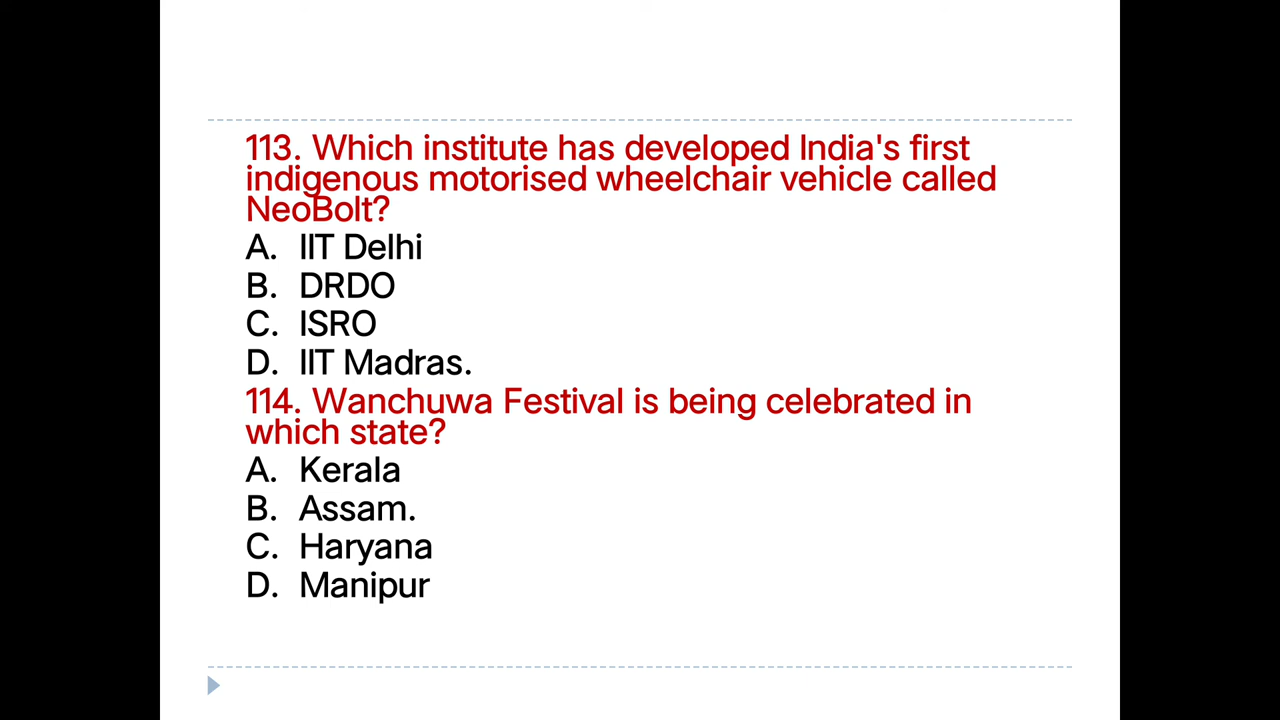 113. Which institute has developed India's first
indigenous motorised wheelchair vehicle called
NeoBolt?
A. IIT Delhi
B. DRDO
C. ISRO
D. IIT Madras.
114. Wanchuwa Festival is being celebrated in
which state?
A. Kerala
B. Assam.
C. Haryana
D. Manipur